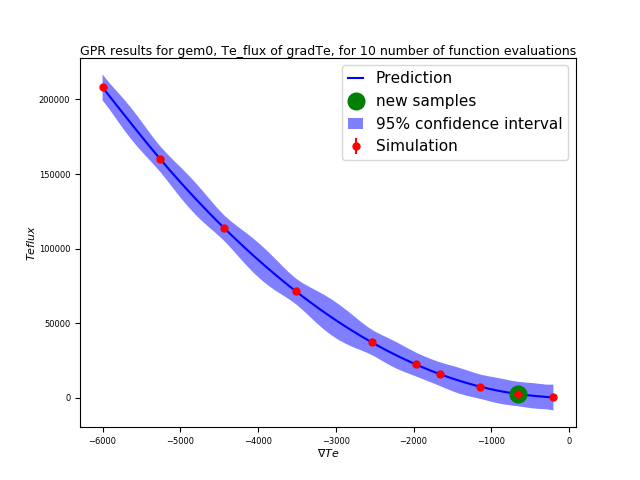 GPR results for gem0, Te_flux of gradTe, for 10 number of function evaluations
Prediction
new samples
95% confidence interval
Simulation
200000
150000
100000
50000
0
Teflux
−6000 −5000 −4000 −3000 −2000 −1000 0
∇Te